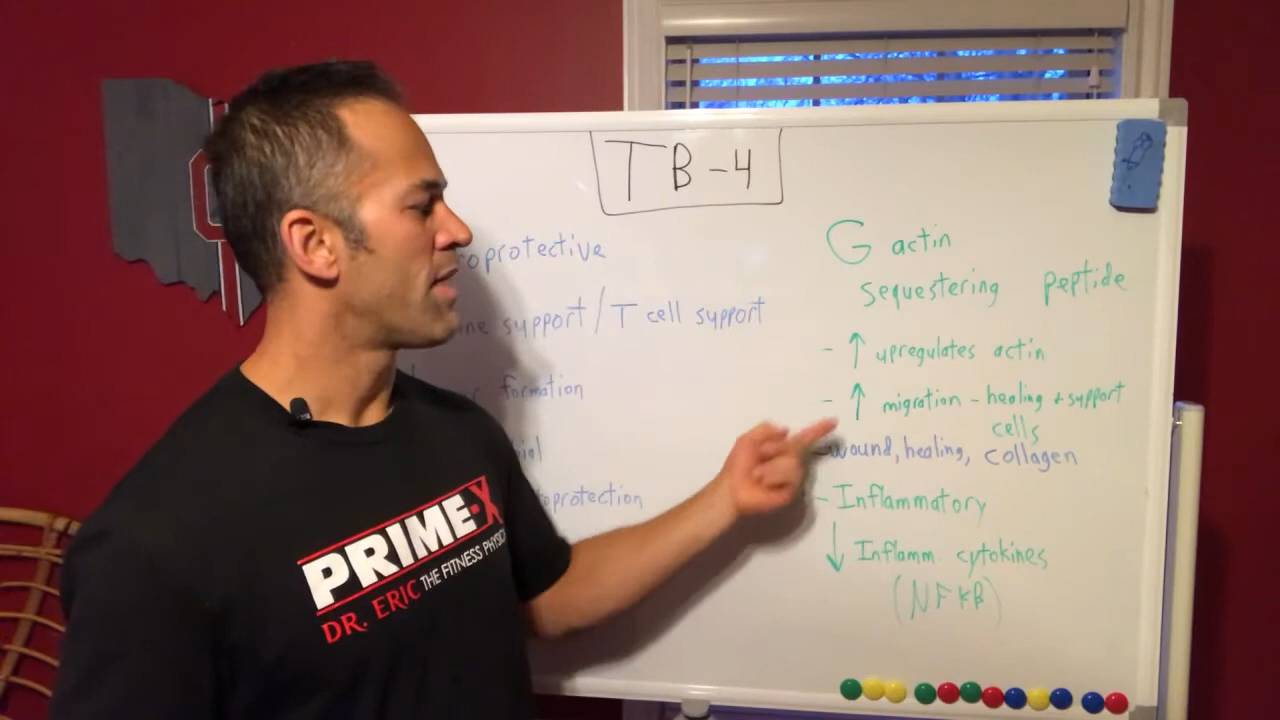 TB-4
oprotective
ne support/T cell support
formation
ial
oprotection
G actin
sequestering peptide
- ↑ upregulates actin
- ↑ migration - healing + support
cells
-wound, healing, collagen
- Inflammatory
↓ Inflamm. cytokines
(NFKB)
PRIME-X
DR. ERIC THE FITNESS PHYSIC